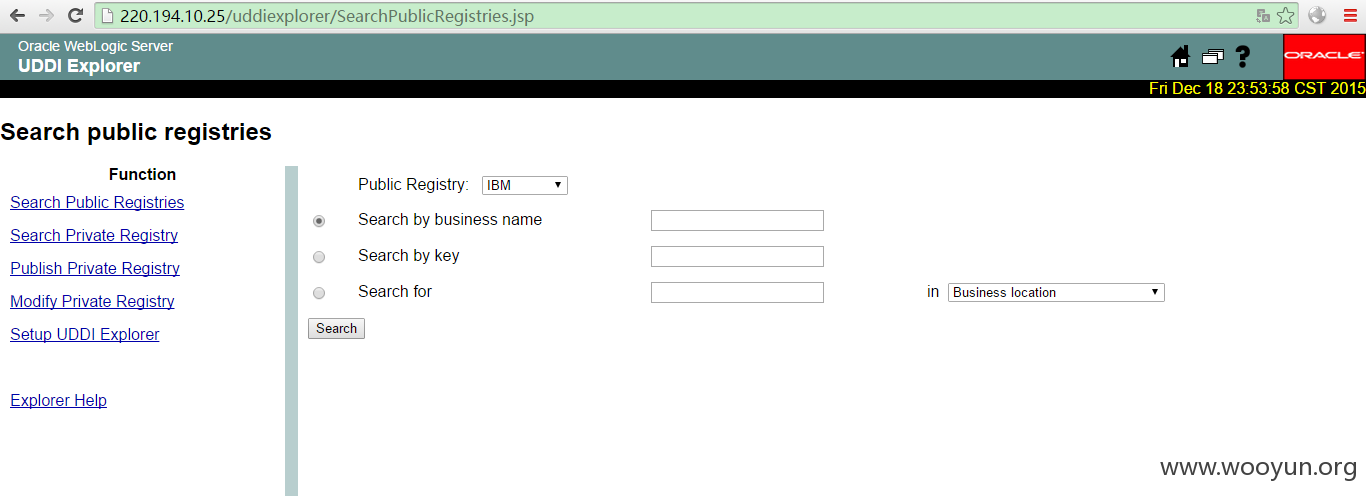 220.194.10.25/uddiexplorer/SearchPublicRegistries.jsp
Oracle WebLogic Server
UDDI Explorer
ORACLE
Fri Dec 18 23:53:58 CST 2015
Search public registries
Function
Search Public Registries
Search Private Registry
Publish Private Registry
Modify Private Registry
Setup UDDI Explorer
Explorer Help
Public Registry: IBM
Search by business name
Search by key
Search for in Business location
Search
www.wooyun.org